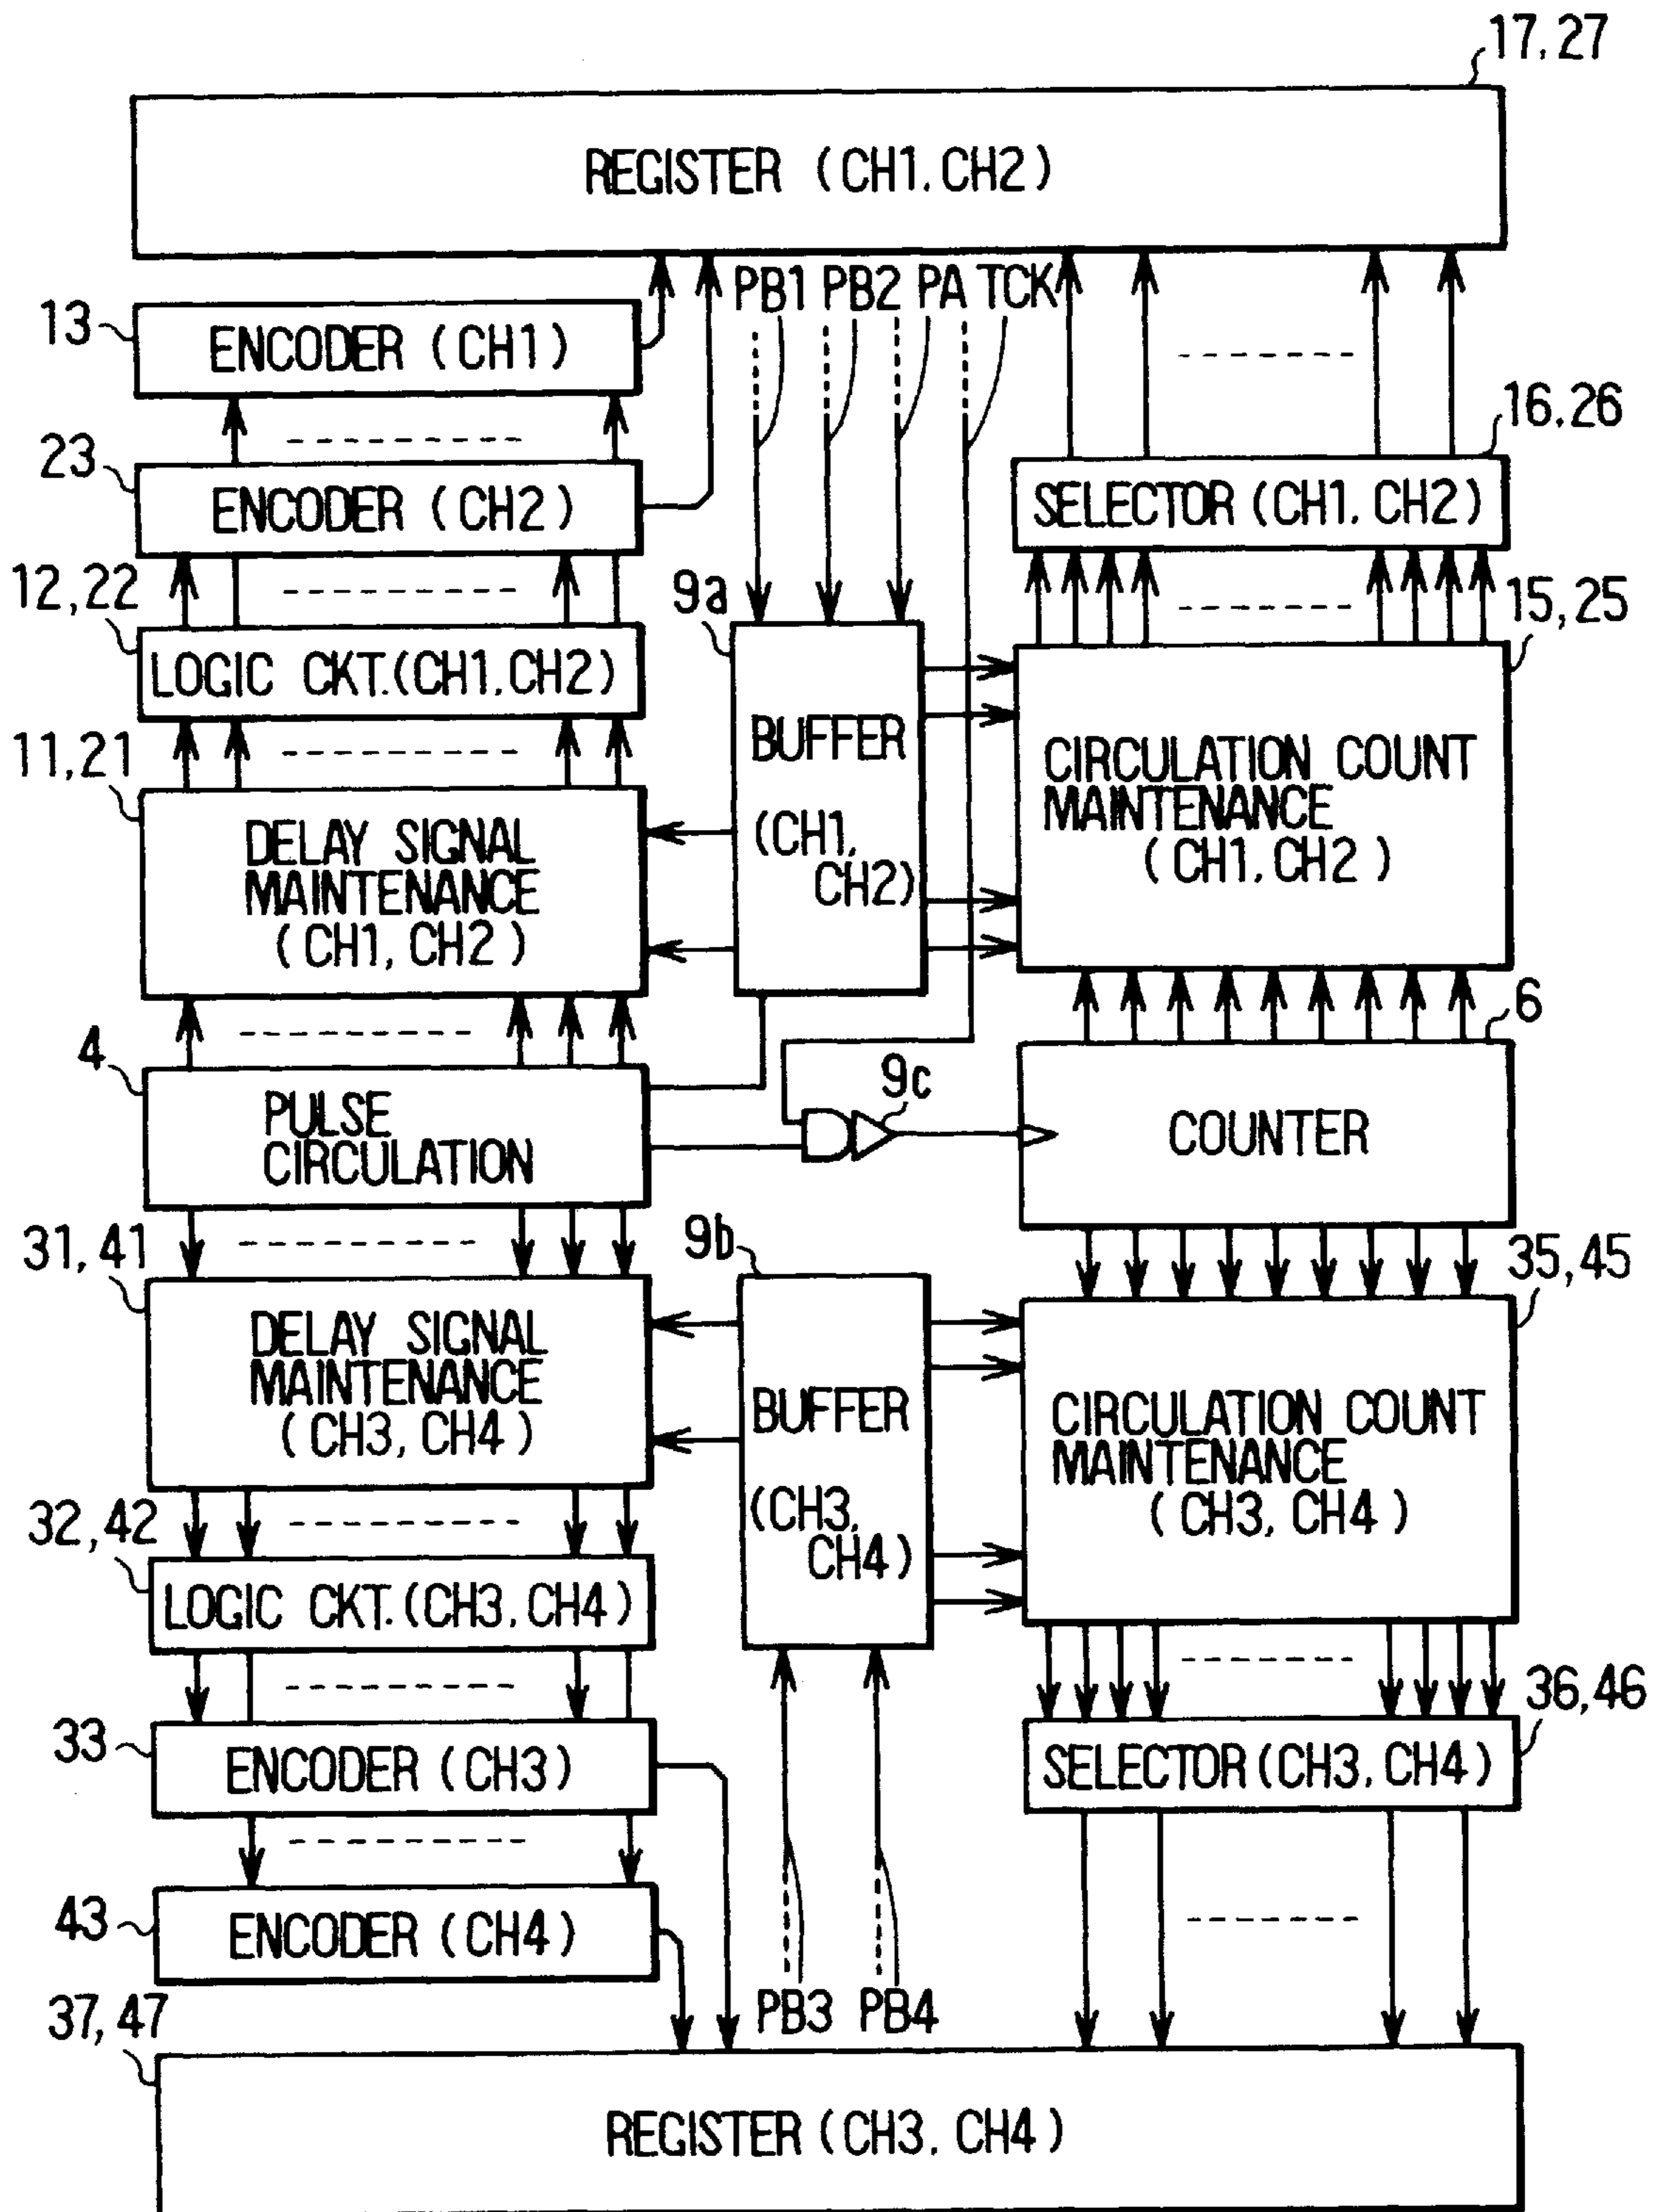 17, 27
REGISTER (CH1, CH2)
PB1 PB2 PA TCK
13
ENCODER (CH1)
16, 26
23
ENCODER (CH2)
SELECTOR (CH1, CH2)
12, 22
9a
15, 25
LOGIC CKT. (CH1, CH2)
11, 21
BUFFER
(CH1,
CH2)
CIRCULATION COUNT
MAINTENANCE
(CH1, CH2)
DELAY SIGNAL
MAINTENANCE
(CH1, CH2)
6
4
9c
PULSE
CIRCULATION
COUNTER
31, 41
9b
35, 45
DELAY SIGNAL
MAINTENANCE
(CH3, CH4)
BUFFER
(CH3,
CH4)
CIRCULATION COUNT
MAINTENANCE
(CH3, CH4)
32, 42
LOGIC CKT. (CH3, CH4)
36, 46
33
ENCODER (CH3)
SELECTOR (CH3, CH4)
43
ENCODER (CH4)
PB3 PB4
37, 47
REGISTER (CH3, CH4)